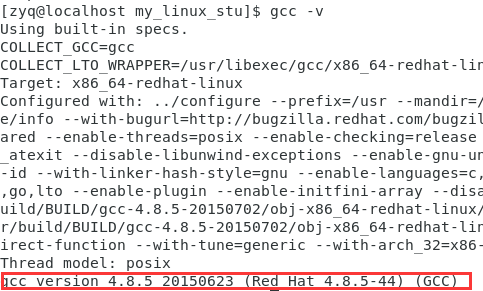 [zyq@localhost my_linux_stu]$ gcc -v
Using built-in specs.
COLLECT_GCC=gcc
COLLECT_LTO_WRAPPER=/usr/libexec/gcc/x86_64-redhat-lin
Target: x86_64-redhat-linux
Configured with: ../configure --prefix=/usr --mandir=/
e/info --with-bugurl=http://bugzilla.redhat.com/bugzil
ared --enable-threads=posix --enable-checking=release
_atexit --disable-libunwind-exceptions --enable-gnu-un
-id --with-linker-hash-style=gnu --enable-languages=c,
,go,lto --enable-plugin --enable-initfini-array --disa
uild/BUILD/gcc-4.8.5-20150702/obj-x86_64-redhat-linux/
r/build/BUILD/gcc-4.8.5-20150702/obj-x86_64-redhat-lin
irect-function --with-tune=generic --with-arch_32=x86-
Thread model: posix
gcc version 4.8.5 20150623 (Red Hat 4.8.5-44) (GCC)